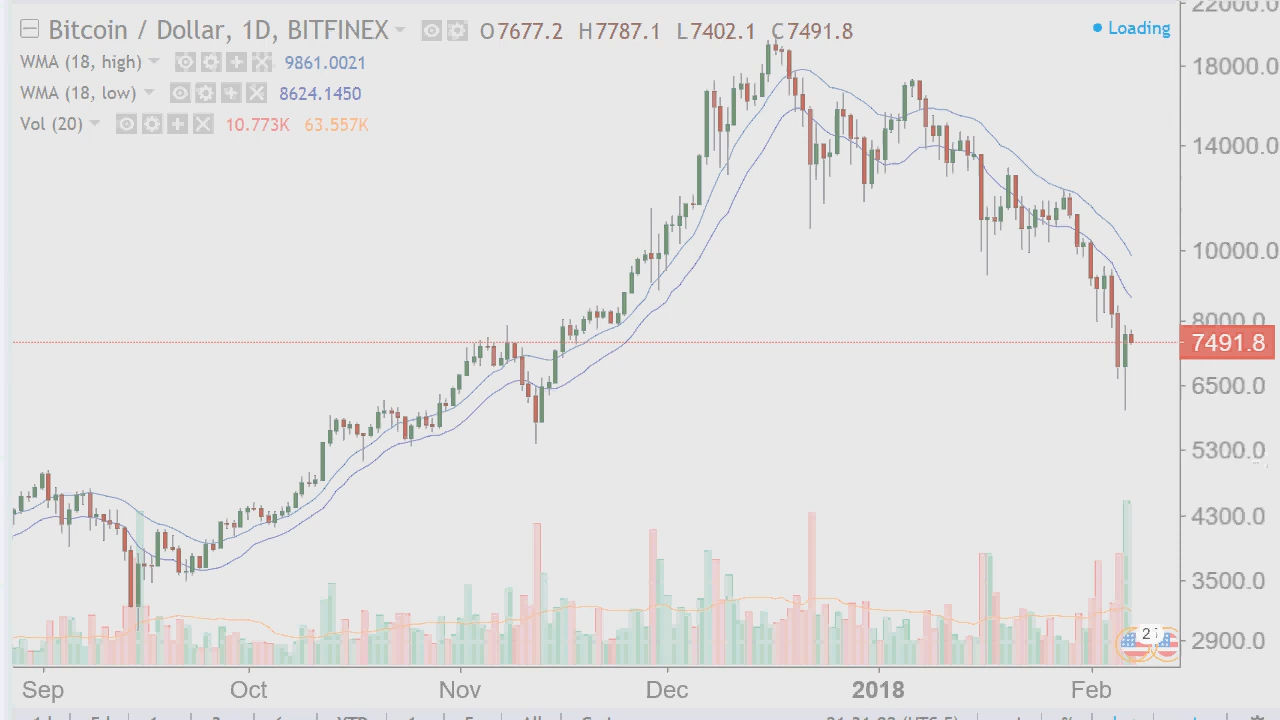 Bitcoin / Dollar, 1D, BITFINEX O7677.2 H7787.1 L7402.1 C7491.8
Loading
WMA (18, high) 9861.0021
WMA (18, low) 8624.1450
Vol (20) 10.773K 63.557K
22000.0
18000.0
14000.0
10000.0
8000.0
7491.8
6500.0
5300.0
4300.0
3500.0
2900.0
Sep Oct Nov Dec 2018 Feb